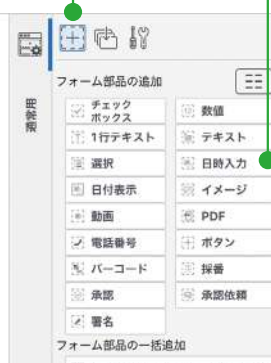 フォーム部品の追加
通常用
チェック
ボックス
数値
1行テキスト
テキスト
選択
日時入力
日付表示
イメージ
動画
PDF
電話番号
ボタン
バーコード
採番
承認
承認依頼
署名
フォーム部品の一括追加